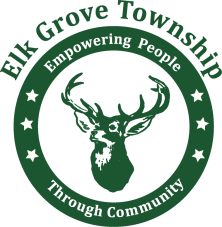 Elk Grove Township
Empowering People
Through Community